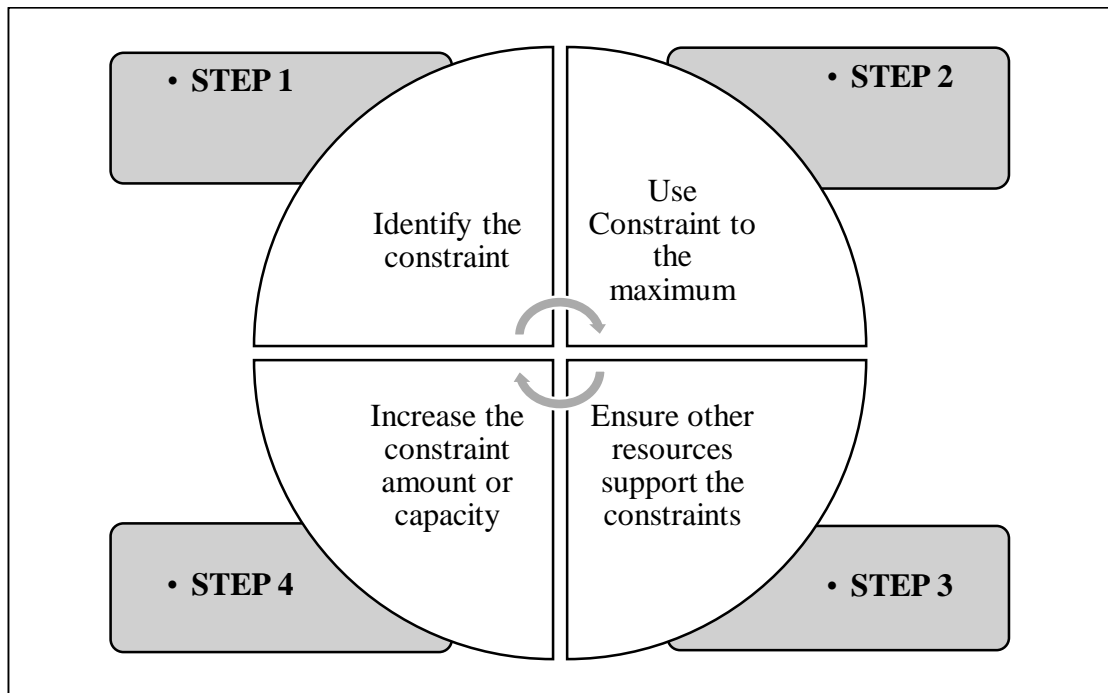 • STEP 1
Identify the
constraint
• STEP 2
Use
Constraint to
the
maximum
Ensure other
resources
support the
constraints
• STEP 3
Increase the
constraint
amount or
capacity
• STEP 4